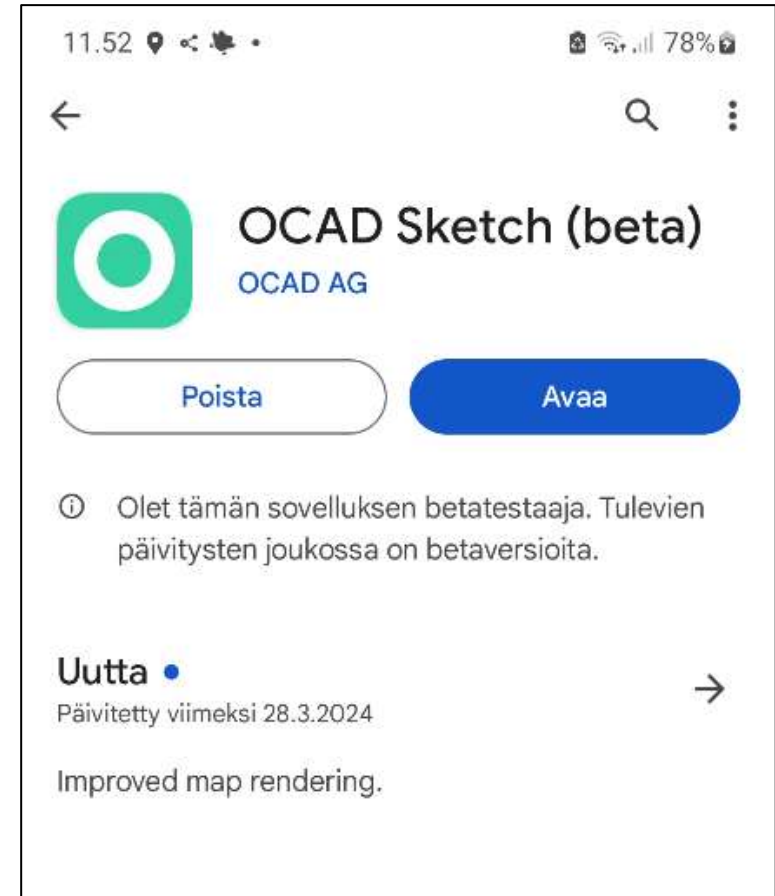 11.52
78%
OCAD Sketch (beta)
OCAD AG
Poista
Avaa
Olet tämän sovelluksen betatestaaja. Tulevien
päivitysten joukossa on betaversioita.
Uutta
Päivitetty viimeksi 28.3.2024
Improved map rendering.